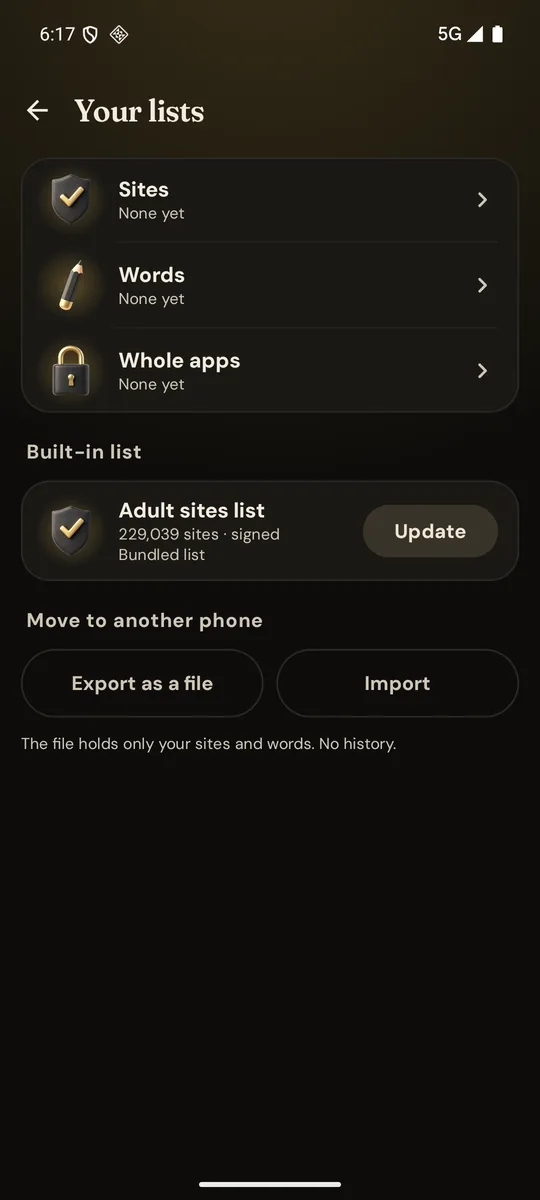 6:17
5G
Your lists
Sites
None yet
Words
None yet
Whole apps
None yet
Built-in list
Adult sites list
229,039 sites · signed
Bundled list
Update
Move to another phone
Export as a file
Import
The file holds only your sites and words. No history.